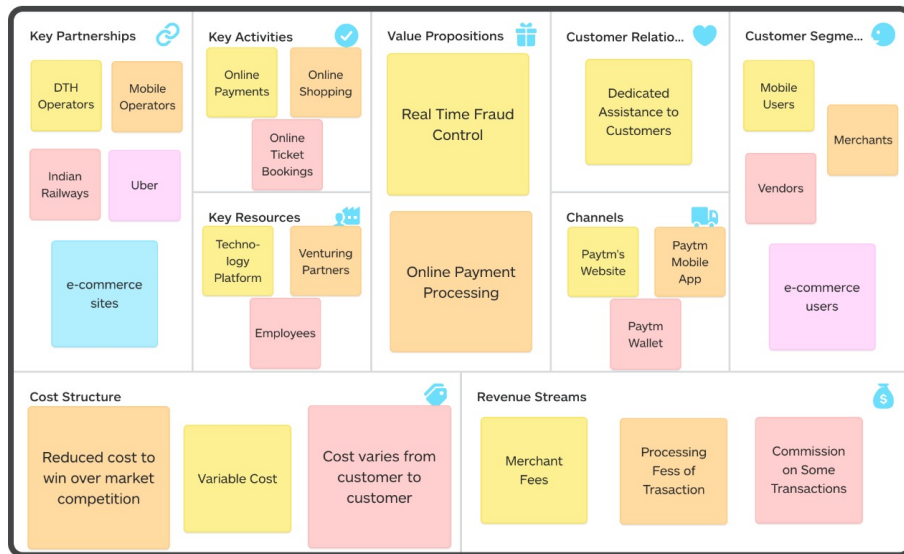 Key Partnerships
DTH
Operators
Mobile
Operators
Indian
Railways
Uber
e-commerce
sites
Key Activities
Online
Payments
Online
Shopping
Online
Ticket
Bookings
Key Resources
Techno-
logy
Platform
Venturing
Partners
Employees
Value Propositions
Real Time Fraud
Control
Online Payment
Processing
Customer Relatio...
Dedicated
Assistance to
Customers
Channels
Paytm's
Website
Paytm
Mobile
App
Paytm
Wallet
Customer Segme...
Mobile
Users
Merchants
Vendors
e-commerce
users
Cost Structure
Reduced cost to
win over market
competition
Variable Cost
Cost varies from
customer to
customer
Revenue Streams
$
Merchant
Fees
Processing
Fess of
Trasaction
Commission
on Some
Transactions